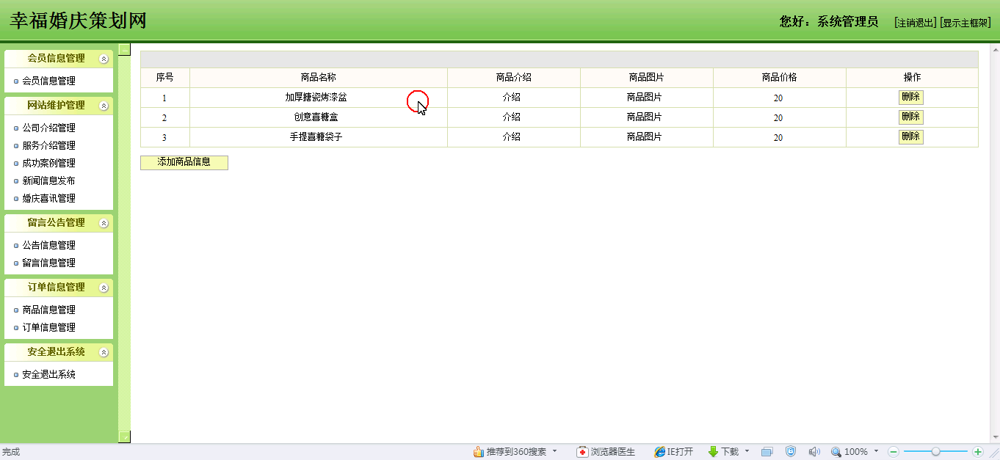 幸福婚庆策划网
您好：系统管理员 [注销退出] [显示主框架]
会员信息管理
会员信息管理
网站维护管理
公司介绍管理
服务介绍管理
成功案例管理
新闻信息发布
婚庆喜讯管理
留言公告管理
公告信息管理
留言信息管理
订单信息管理
商品信息管理
订单信息管理
安全退出系统
安全退出系统
序号 商品名称 商品介绍 商品图片 商品价格 操作
1 加厚搪瓷烤漆盆 介绍 商品图片 20 删除
2 创意喜糖盒 介绍 商品图片 20 删除
3 手提喜糖袋子 介绍 商品图片 20 删除
添加商品信息
完成 推荐到360搜索 浏览器医生 IE打开 下载 100%